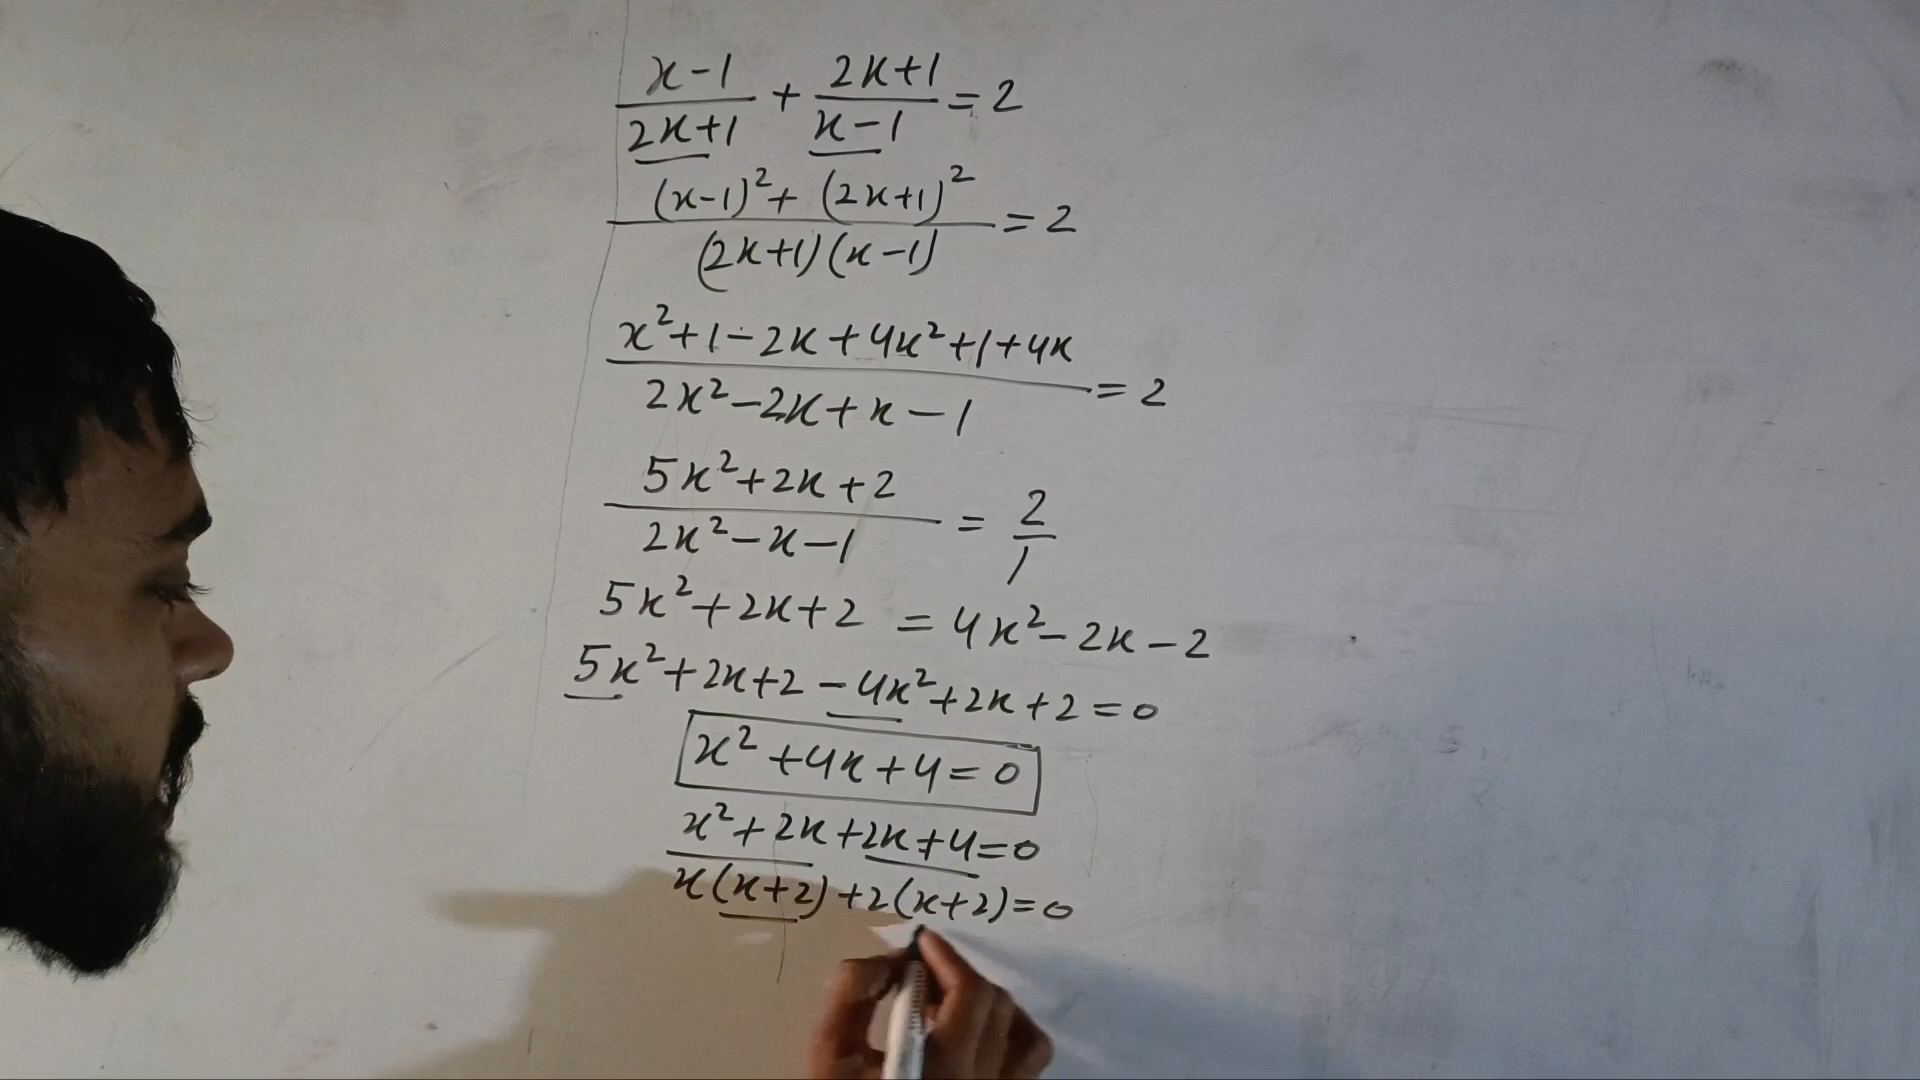 (x-1)/(2x+1) + (2x+1)/(x-1) = 2
((x-1)²+(2x+1)²)/((2x+1)(x-1)) = 2
(x²+1-2x+4x²+1+4x)/(2x²-2x+x-1) = 2
(5x²+2x+2)/(2x²-x-1) = 2/1
5x²+2x+2 = 4x²-2x-2
5x²+2x+2-4x²+2x+2=0
x²+4x+4=0
x²+2x+2x+4=0
x(x+2)+2(x+2)=0